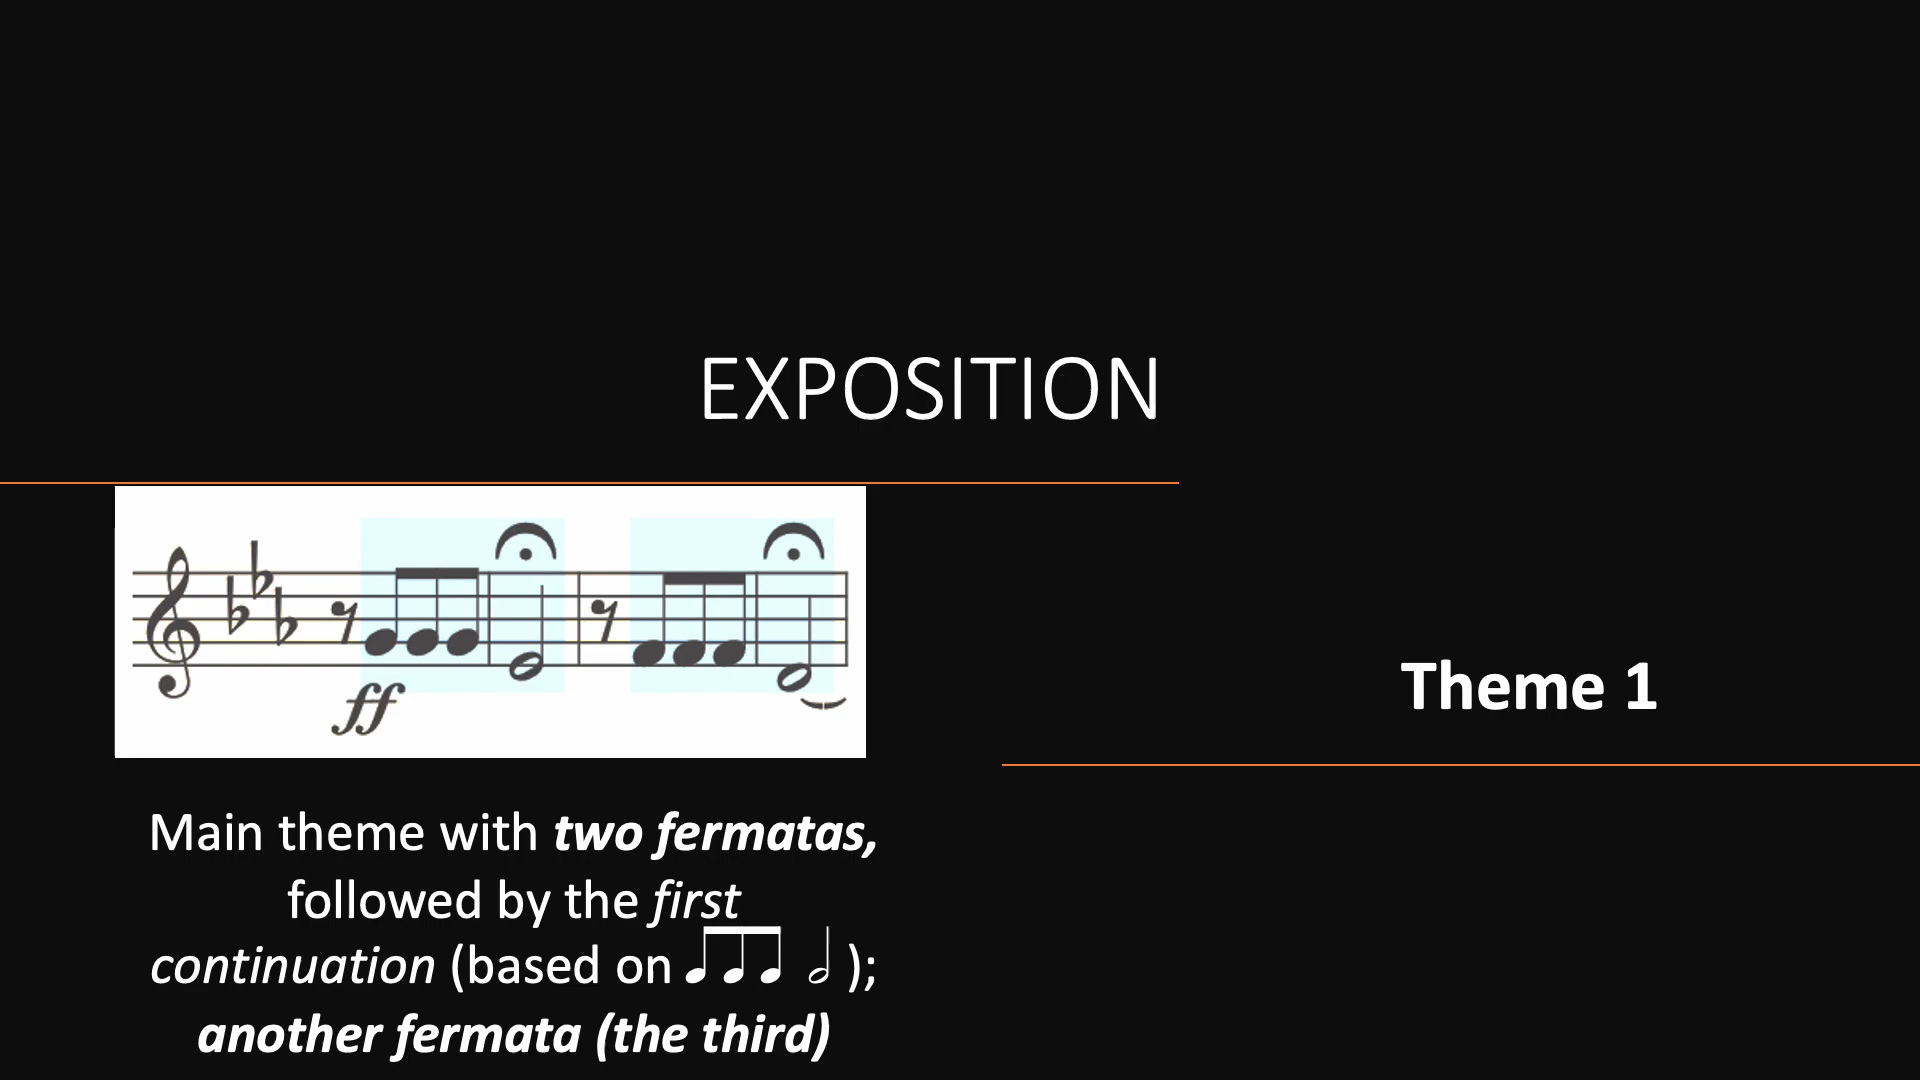 EXPOSITION
ff
Theme 1
Main theme with two fermatas,
followed by the first
continuation (based on ♫♪ 𝅗𝅥 );
another fermata (the third)